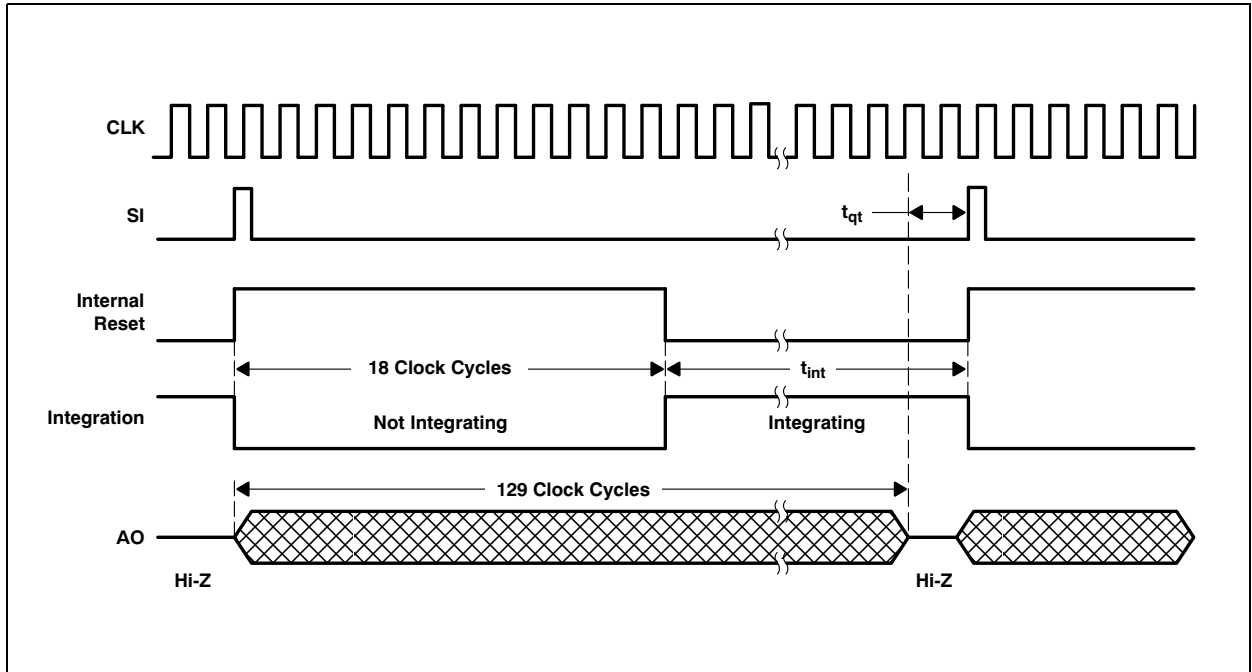 CLK
SI
t_qt
Internal
Reset
18 Clock Cycles
t_int
Integration
Not Integrating
Integrating
129 Clock Cycles
AO
Hi-Z
Hi-Z